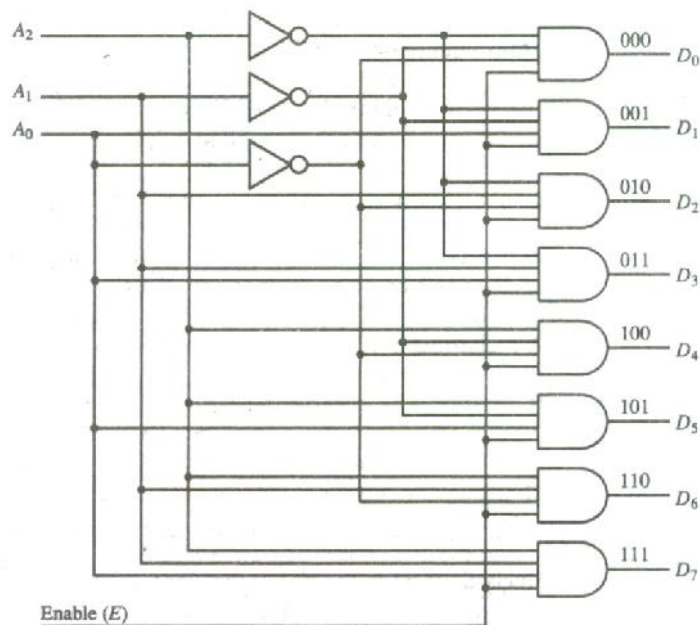 A₂
000
D₀
A₁
001
D₁
A₀
010
D₂
011
D₃
100
D₄
101
D₅
110
D₆
111
D₇
Enable (E)